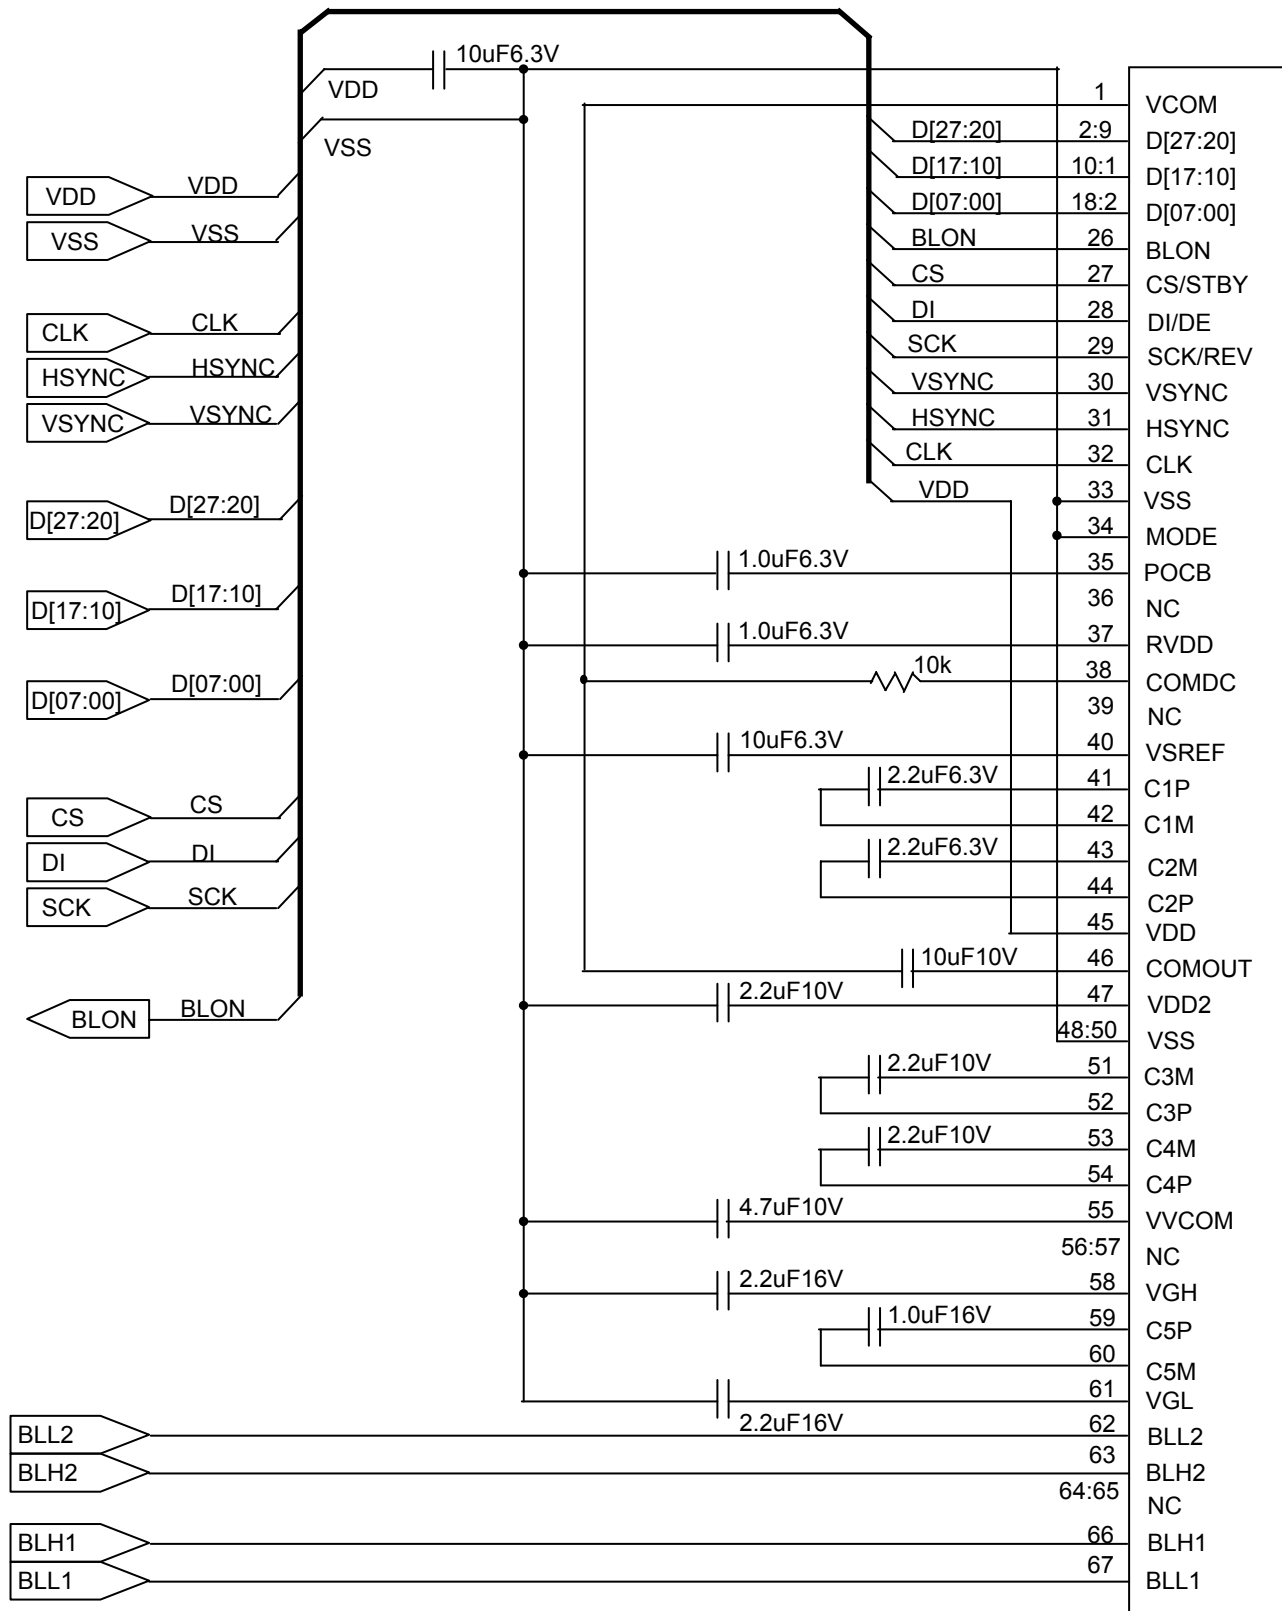 10uF6.3V
VDD
VSS
VDD VDD
VSS VSS
CLK CLK
HSYNC HSYNC
VSYNC VSYNC
D[27:20] D[27:20]
D[17:10] D[17:10]
D[07:00] D[07:00]
CS CS
DI DI
SCK SCK
BLON BLON
1 VCOM
D[27:20] 2:9 D[27:20]
D[17:10] 10:1 D[17:10]
D[07:00] 18:2 D[07:00]
BLON 26 BLON
CS 27 CS/STBY
DI 28 DI/DE
SCK 29 SCK/REV
VSYNC 30 VSYNC
HSYNC 31 HSYNC
CLK 32 CLK
VDD 33 VSS
34 MODE
1.0uF6.3V 35 POCB
36 NC
1.0uF6.3V 37 RVDD
10k 38 COMDC
39 NC
10uF6.3V 40 VSREF
2.2uF6.3V 41 C1P
42 C1M
2.2uF6.3V 43 C2M
44 C2P
45 VDD
10uF10V 46 COMOUT
2.2uF10V 47 VDD2
48:50 VSS
2.2uF10V 51 C3M
52 C3P
2.2uF10V 53 C4M
54 C4P
4.7uF10V 55 VVCOM
56:57 NC
2.2uF16V 58 VGH
1.0uF16V 59 C5P
60 C5M
61 VGL
2.2uF16V
BLL2 62 BLL2
BLH2 63 BLH2
64:65 NC
BLH1 66 BLH1
BLL1 67 BLL1